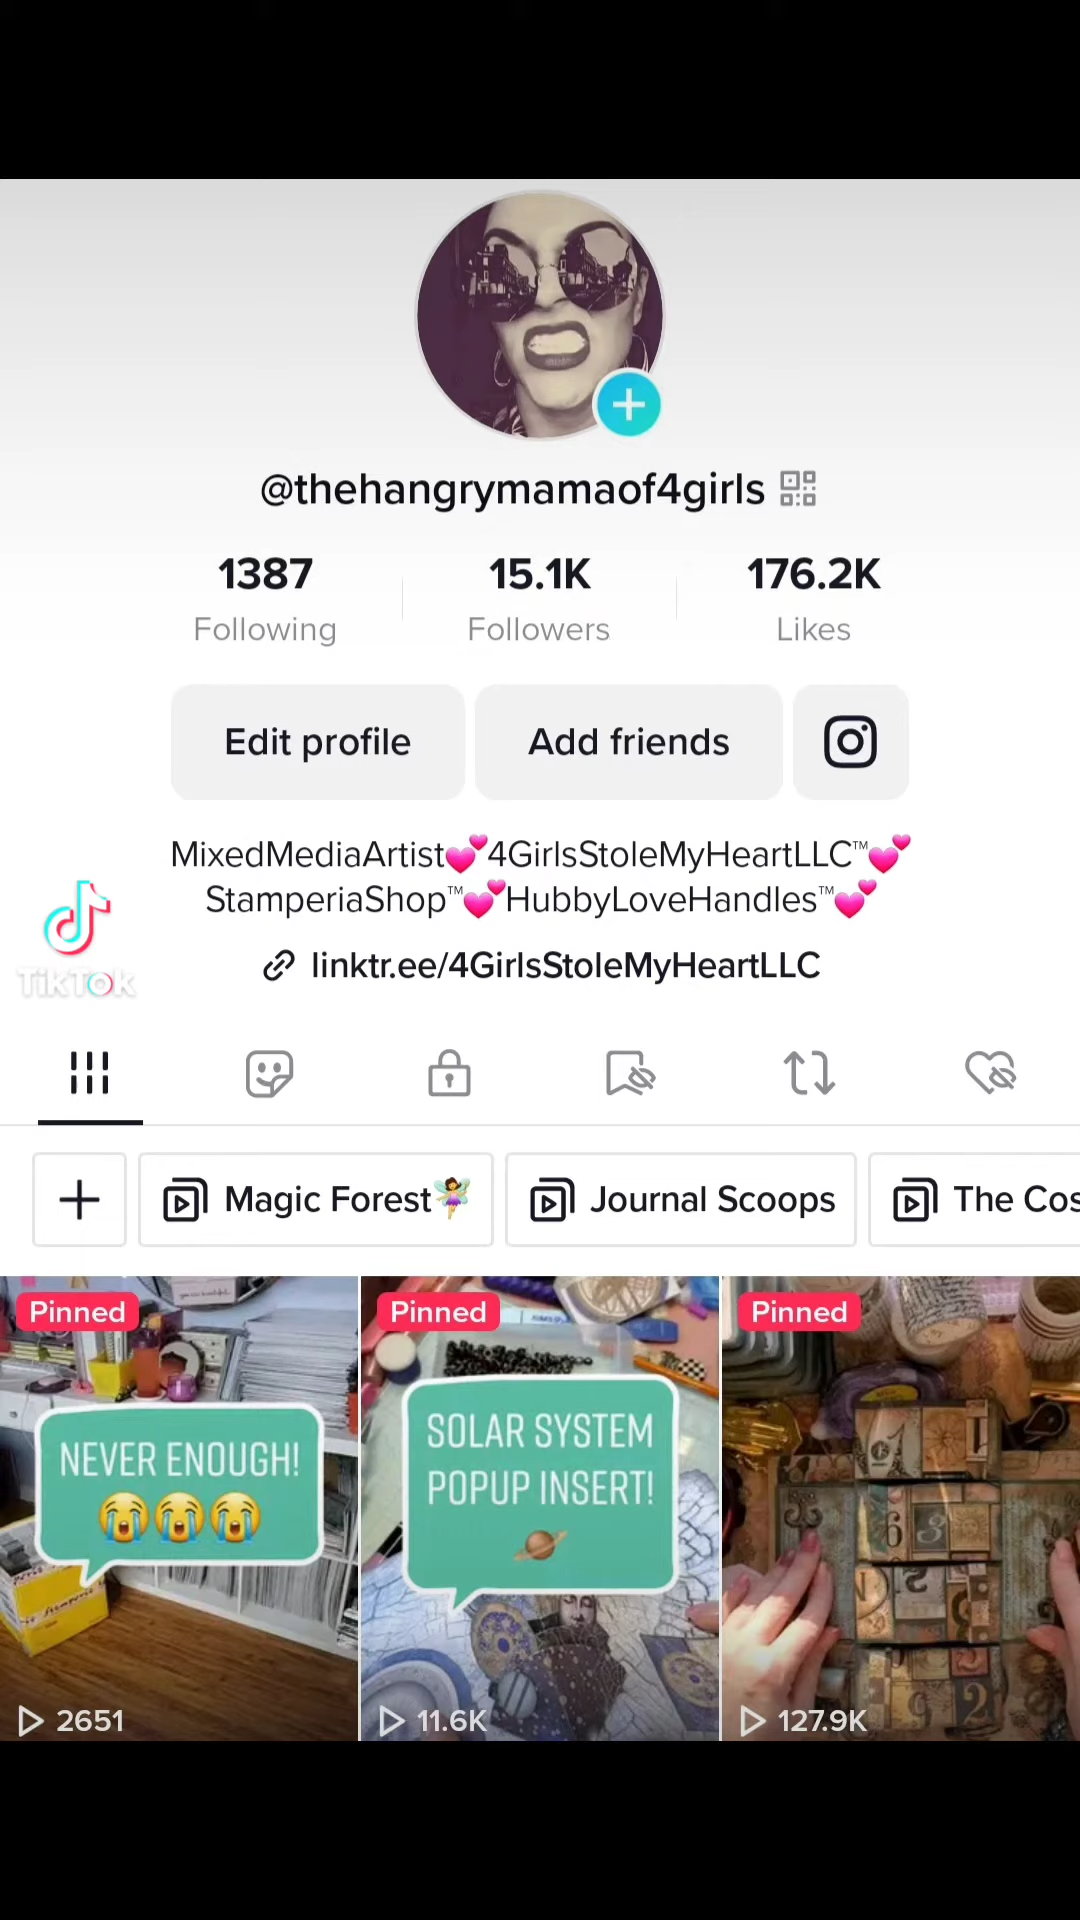 @thehangrymamaof4girls
1387 15.1K 176.2K
Following Followers Likes
Edit profile Add friends
MixedMediaArtist💕4GirlsStoleMyHeartLLC™💕
StamperiaShop™💕HubbyLoveHandles™💕
linktr.ee/4GirlsStoleMyHeartLLC
TikTok
Magic Forest🧚‍♀️ Journal Scoops The Cos
Pinned Pinned Pinned
NEVER ENOUGH!
😭😭😭
SOLAR SYSTEM
POPUP INSERT!
🪐
2651 11.6K 127.9K